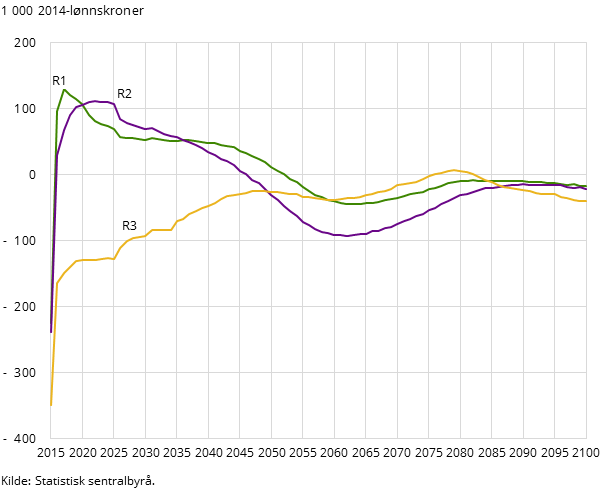 1 000 2014-lønnskroner
200
R1
R2
100
0
R3
- 100
- 200
- 300
- 400
2015 2020 2025 2030 2035 2040 2045 2050 2055 2060 2065 2070 2075 2080 2085 2090 2095 2100
Kilde: Statistisk sentralbyrå.